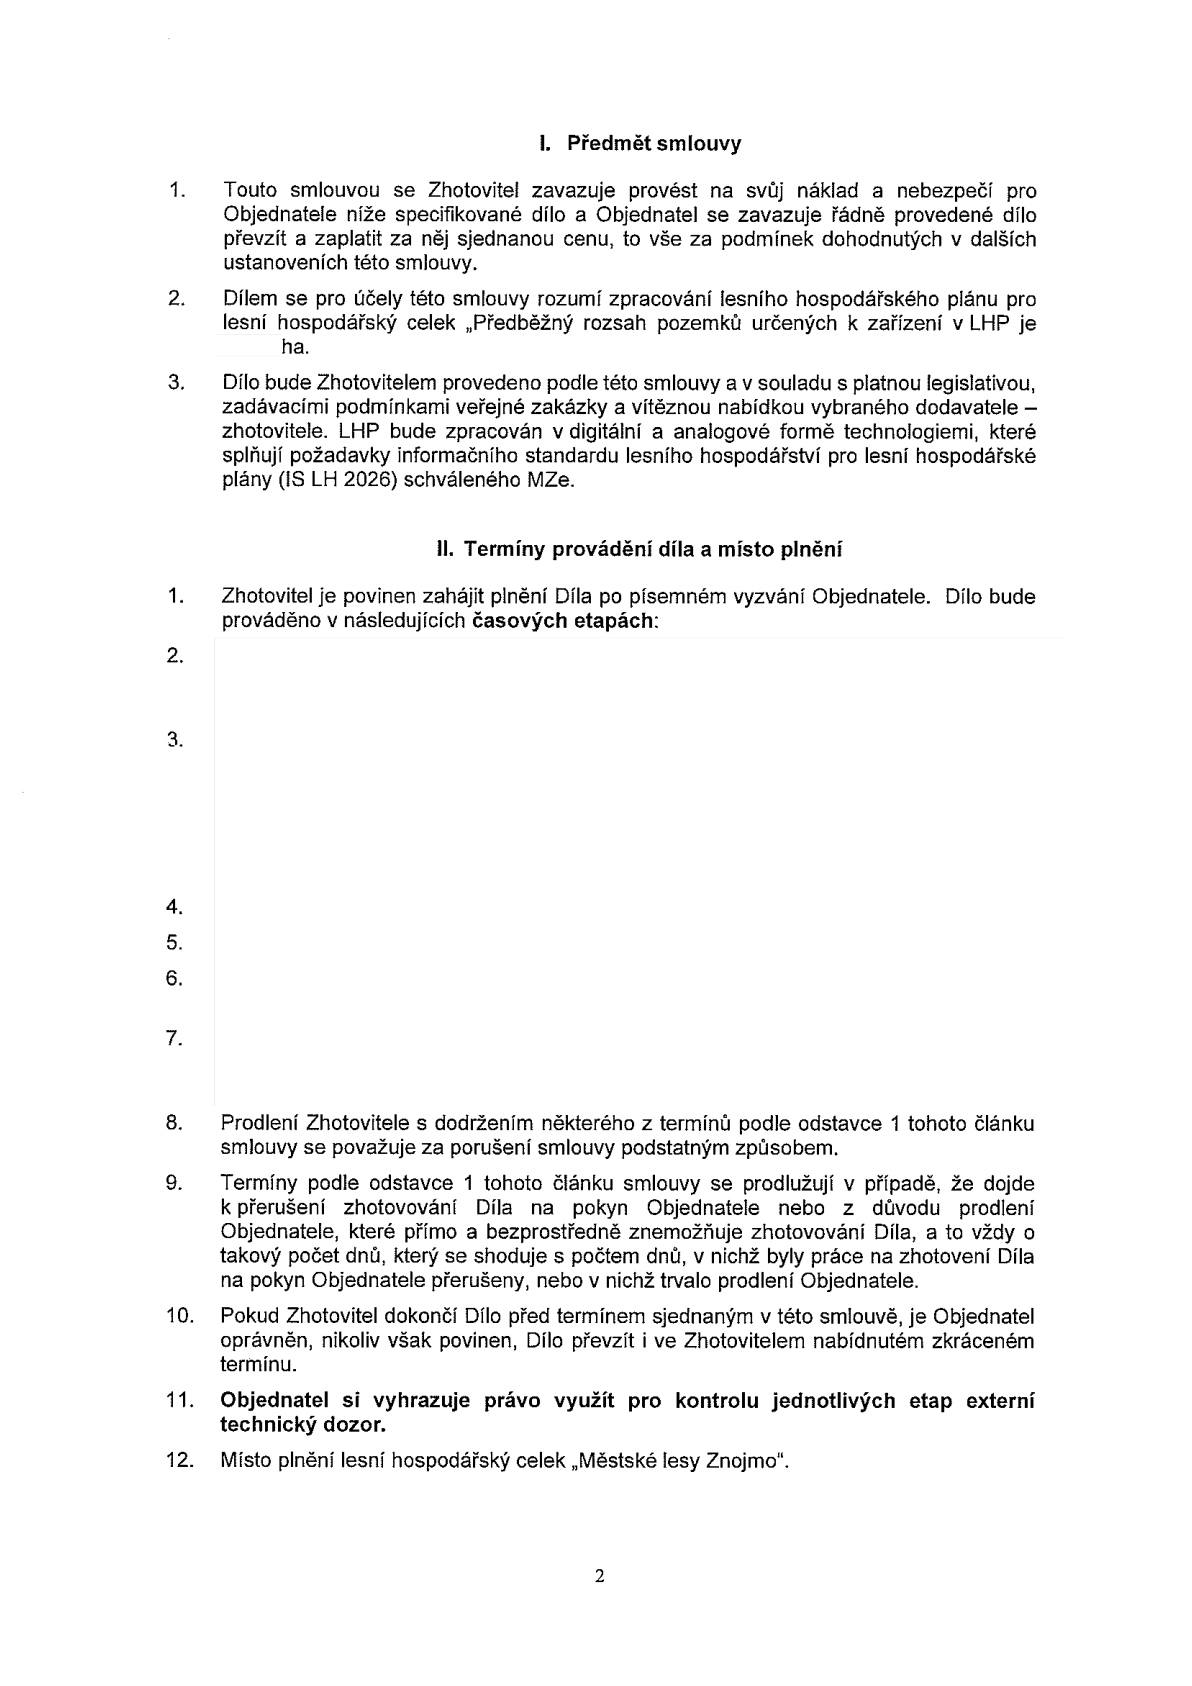 I. Předmět smlouvy
1. Touto smlouvou se Zhotovitel zavazuje provést na svůj náklad a nebezpečí pro
Objednatele níže specifikované dílo a Objednatel se zavazuje řádně provedené dílo
převzít a zaplatit za něj sjednanou cenu, to vše za podmínek dohodnutých v dalších
ustanoveních této smlouvy.
2. Dílem se pro účely této smlouvy rozumí zpracování lesního hospodářského plánu pro
lesní hospodářský celek „Předběžný rozsah pozemků určených k zařízení v LHP je
ha.
3. Dílo bude Zhotovitelem provedeno podle této smlouvy a v souladu s platnou legislativou,
zadávacími podmínkami veřejné zakázky a vítěznou nabídkou vybraného dodavatele –
zhotovitele. LHP bude zpracován v digitální a analogové formě technologiemi, které
splňují požadavky informačního standardu lesního hospodářství pro lesní hospodářské
plány (IS LH 2026) schváleného MZe.
II. Termíny provádění díla a místo plnění
1. Zhotovitel je povinen zahájit plnění Díla po písemném vyzvání Objednatele. Dílo bude
prováděno v následujících časových etapách:
2.
3.
4.
5.
6.
7.
8. Prodlení Zhotovitele s dodržením některého z termínů podle odstavce 1 tohoto článku
smlouvy se považuje za porušení smlouvy podstatným způsobem.
9. Termíny podle odstavce 1 tohoto článku smlouvy se prodlužují v případě, že dojde
k přerušení zhotovování Díla na pokyn Objednatele nebo z důvodu prodlení
Objednatele, které přímo a bezprostředně znemožňuje zhotovování Díla, a to vždy o
takový počet dnů, který se shoduje s počtem dnů, v nichž byly práce na zhotovení Díla
na pokyn Objednatele přerušeny, nebo v nichž trvalo prodlení Objednatele.
10. Pokud Zhotovitel dokončí Dílo před termínem sjednaným v této smlouvě, je Objednatel
oprávněn, nikoliv však povinen, Dílo převzít i ve Zhotovitelem nabídnutém zkráceném
termínu.
11. Objednatel si vyhrazuje právo využít pro kontrolu jednotlivých etap externí
technický dozor.
12. Místo plnění lesní hospodářský celek „Městské lesy Znojmo“.
2